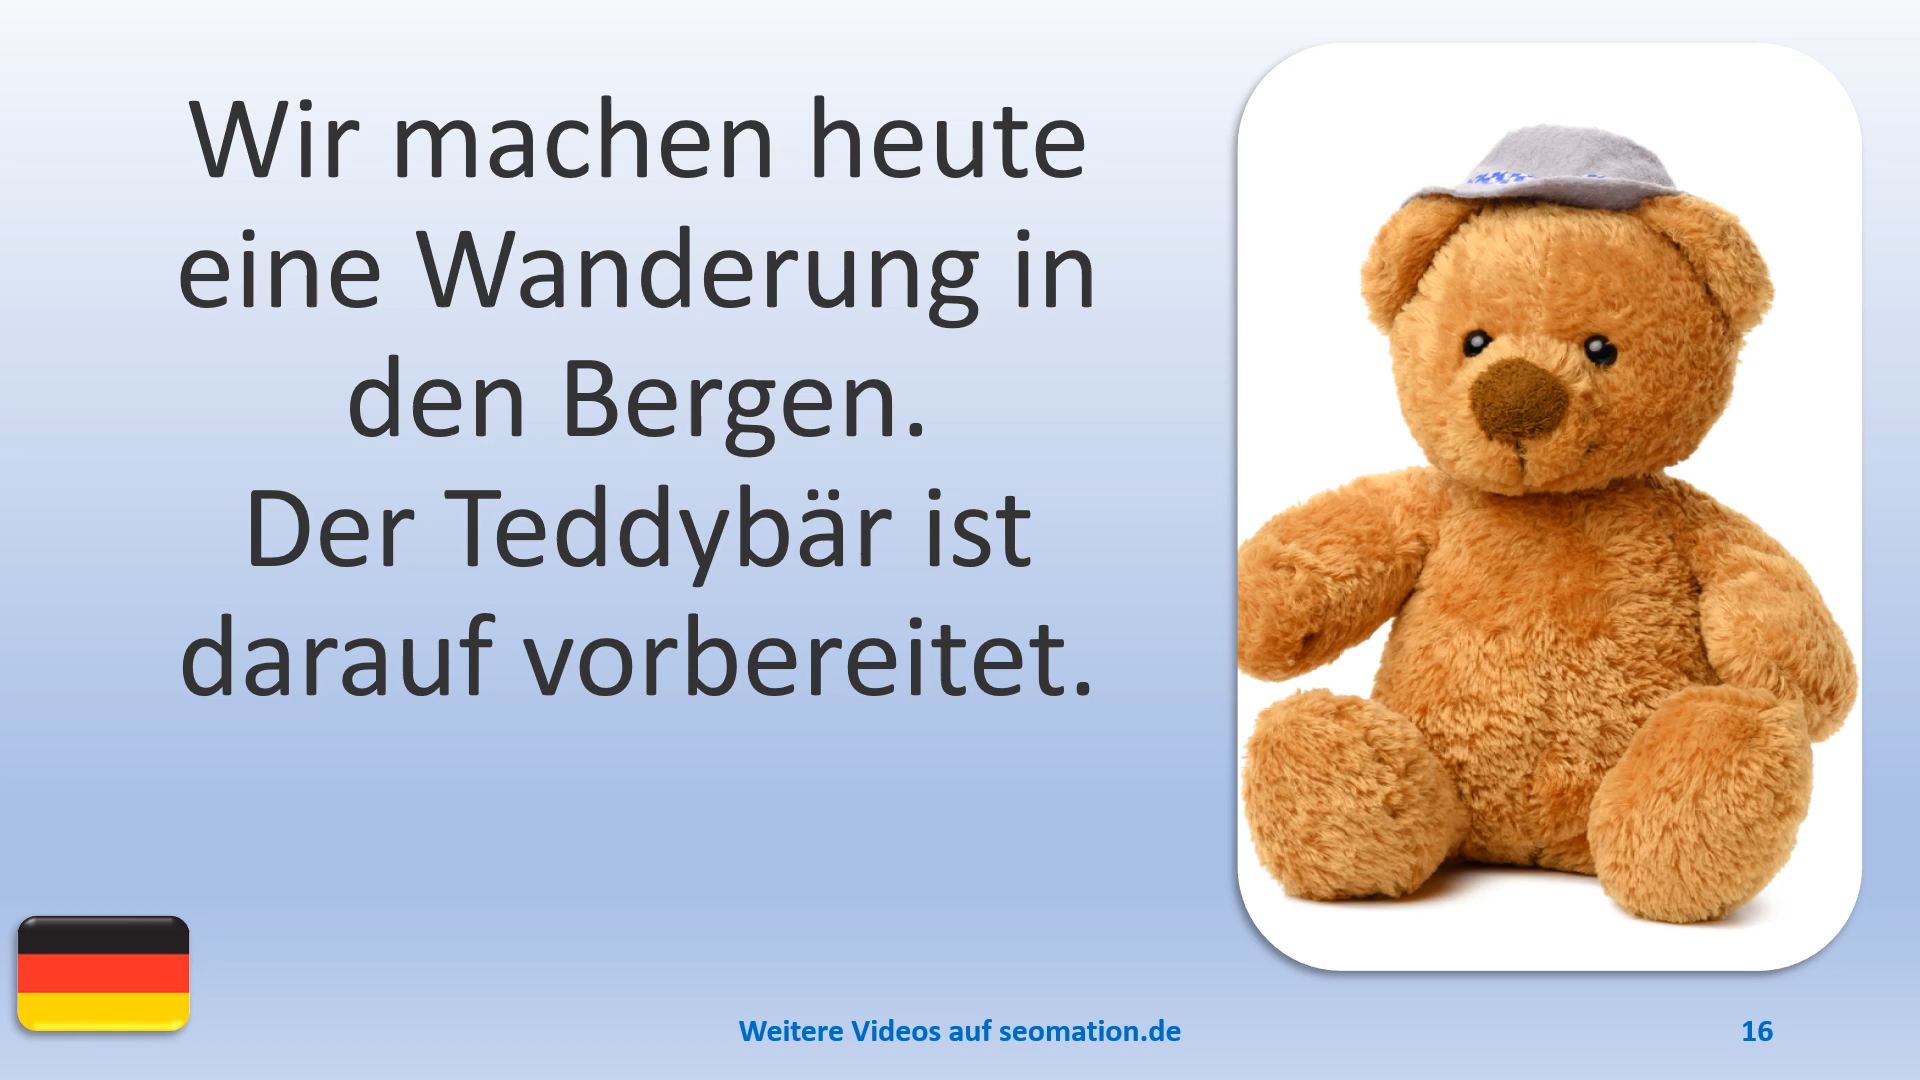 Wir machen heute
eine Wanderung in
den Bergen.
Der Teddybär ist
darauf vorbereitet.
Weitere Videos auf seomation.de
16